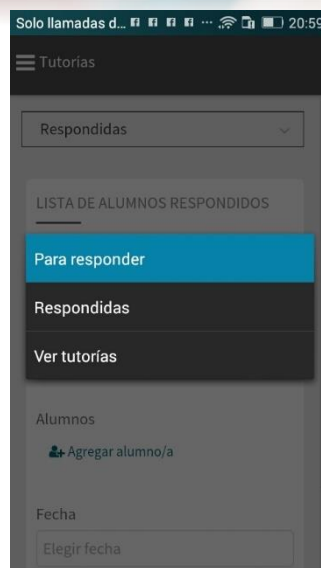 Solo llamadas d... 20:59
Tutorías
Respondidas
LISTA DE ALUMNOS RESPONDIDOS
Para responder
Respondidas
Ver tutorías
Alumnos
Agregar alumno/a
Fecha
Elegir fecha